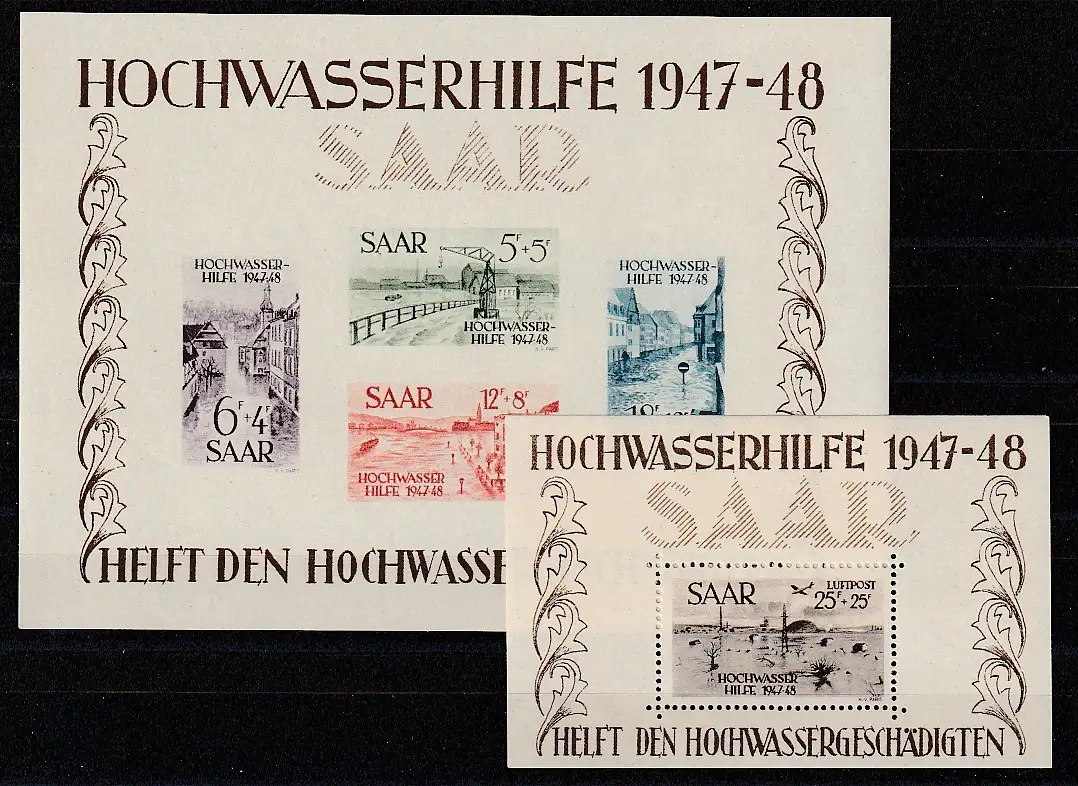 HOCHWASSERHILFE 1947-48
SAAR
HOCHWASSER-
HILFE 1947-48
6F+4F
SAAR
SAAR 5F+5F
HOCHWASSER-
HILFE 1947-48
HOCHWASSER-
HILFE 1947-48
SAAR 12F+8F
HOCHWASSER
HILFE 1947-48
HELFT DEN HOCHWASSE
HOCHWASSERHILFE 1947-48
SAAR
SAAR LUFTPOST
25F+25F
HOCHWASSER
HILFE 1947-48
HELFT DEN HOCHWASSERGESCHÄDIGTEN